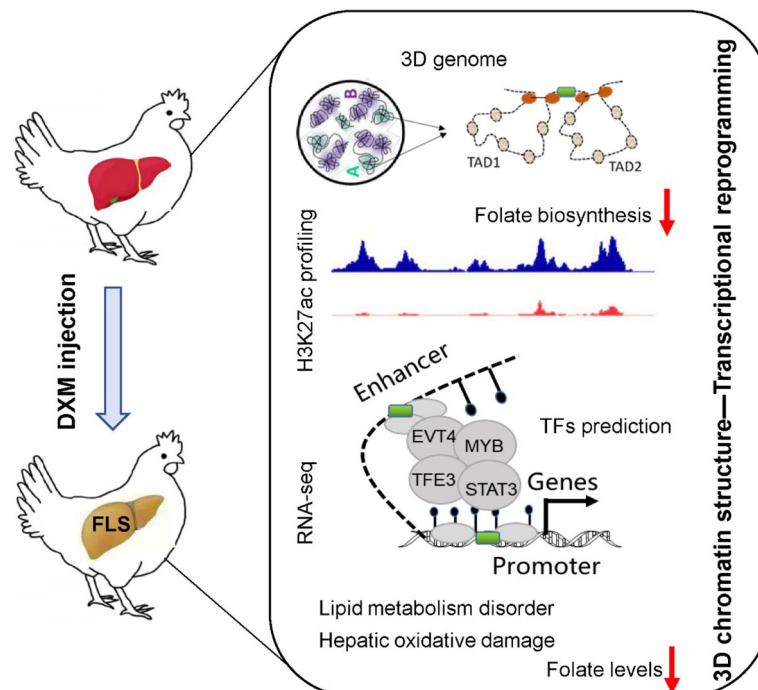 3D genome
B
A
TAD1
TAD2
Folate biosynthesis
H3K27ac profiling
DXM injection
Enhancer
EVT4
MYB
TFs prediction
TFE3
STAT3
Genes
RNA-seq
Promoter
FLS
Lipid metabolism disorder
Hepatic oxidative damage
Folate levels
3D chromatin structure—Transcriptional reprogramming